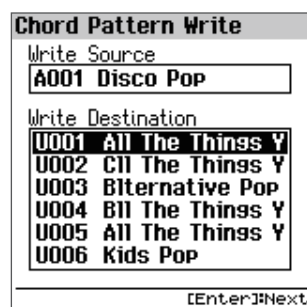 Chord Pattern Write
Write Source
A001 Disco Pop
Write Destination
U001 All The Things Y
U002 Cll The Things Y
U003 Blternative Pop
U004 Bll The Things Y
U005 All The Things Y
U006 Kids Pop
[Enter]:Next